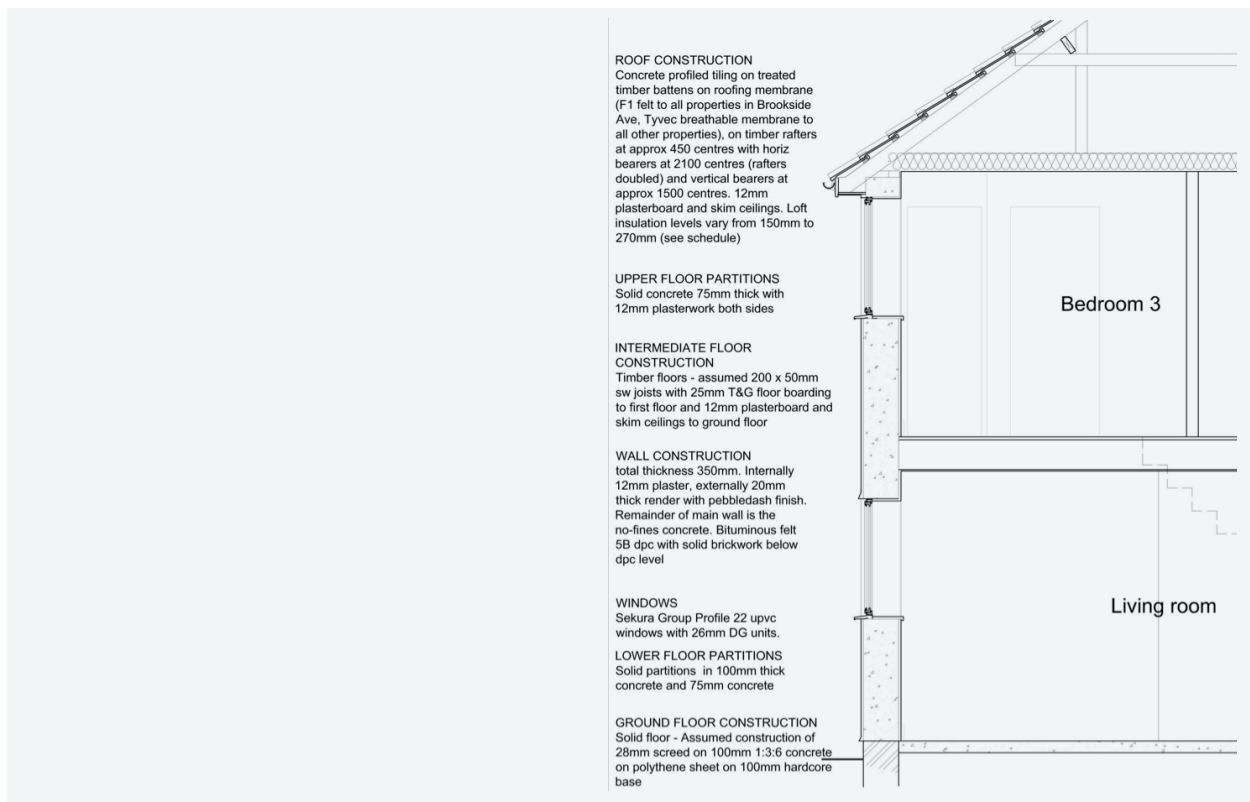 ROOF CONSTRUCTION
Concrete profiled tiling on treated
timber battens on roofing membrane
(F1 felt to all properties in Brookside
Ave, Tyvec breathable membrane to
all other properties), on timber rafters
at approx 450 centres with horiz
bearers at 2100 centres (rafters
doubled) and vertical bearers at
approx 1500 centres. 12mm
plasterboard and skim ceilings. Loft
insulation levels vary from 150mm to
270mm (see schedule)
UPPER FLOOR PARTITIONS
Solid concrete 75mm thick with
12mm plasterwork both sides
Bedroom 3
INTERMEDIATE FLOOR
CONSTRUCTION
Timber floors - assumed 200 x 50mm
sw joists with 25mm T&G floor boarding
to first floor and 12mm plasterboard and
skim ceilings to ground floor
WALL CONSTRUCTION
total thickness 350mm. Internally
12mm plaster, externally 20mm
thick render with pebbledash finish.
Remainder of main wall is the
no-fines concrete. Bituminous felt
5B dpc with solid brickwork below
dpc level
WINDOWS
Sekura Group Profile 22 upvc
windows with 26mm DG units.
Living room
LOWER FLOOR PARTITIONS
Solid partitions in 100mm thick
concrete and 75mm concrete
GROUND FLOOR CONSTRUCTION
Solid floor - Assumed construction of
28mm screed on 100mm 1:3:6 concrete
on polythene sheet on 100mm hardcore
base